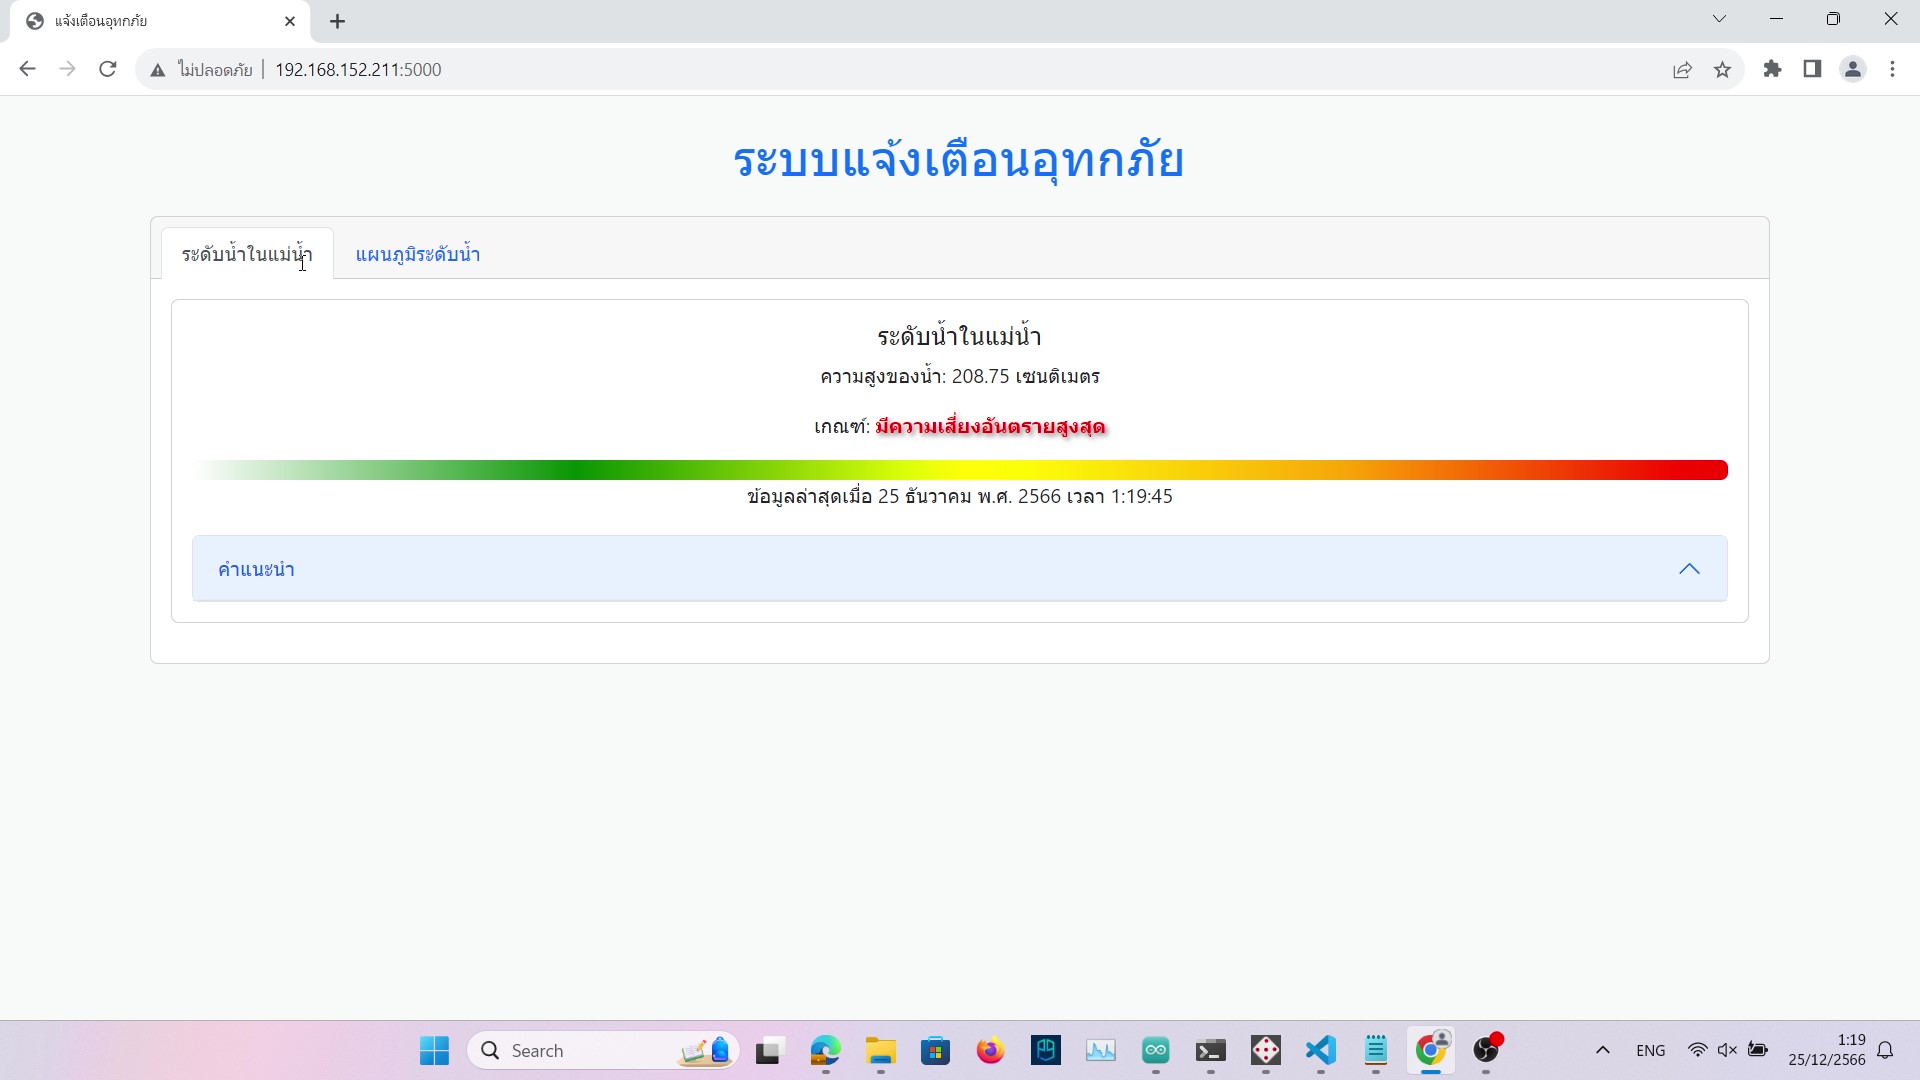 แจ้งเตือนอุทกภัย
ไม่ปลอดภัย 192.168.152.211:5000
ระบบแจ้งเตือนอุทกภัย
ระดับน้ำในแม่น้ำ แผนภูมิระดับน้ำ
ระดับน้ำในแม่น้ำ
ความสูงของน้ำ: 208.75 เซนติเมตร
เกณฑ์: มีความเสี่ยงอันตรายสูงสุด
ข้อมูลล่าสุดเมื่อ 25 ธันวาคม พ.ศ. 2566 เวลา 1:19:45
คำแนะนำ
Search ENG 1:19
25/12/2566